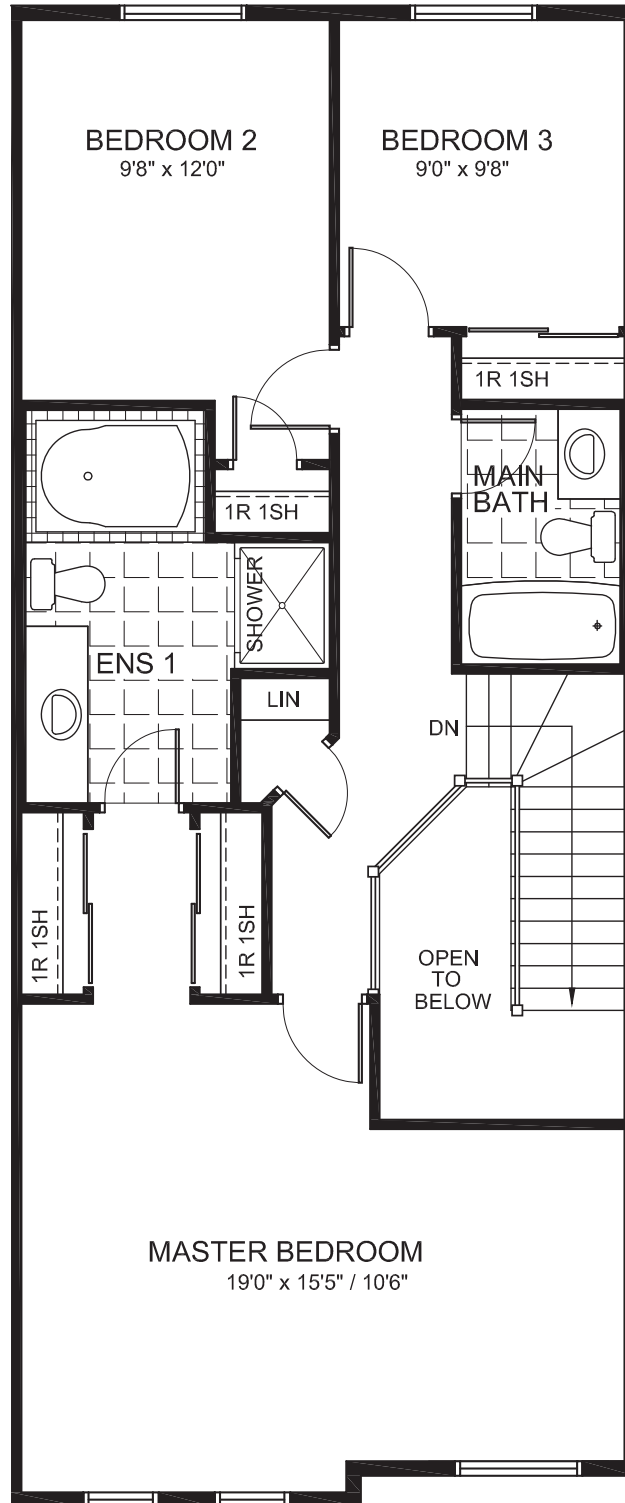 BEDROOM 2
9'8" x 12'0"
BEDROOM 3
9'0" x 9'8"
1R 1SH
MAIN
BATH
1R 1SH
SHOWER
ENS 1
LIN
DN
1R 1SH
1R 1SH
OPEN
TO
BELOW
MASTER BEDROOM
19'0" x 15'5" / 10'6"